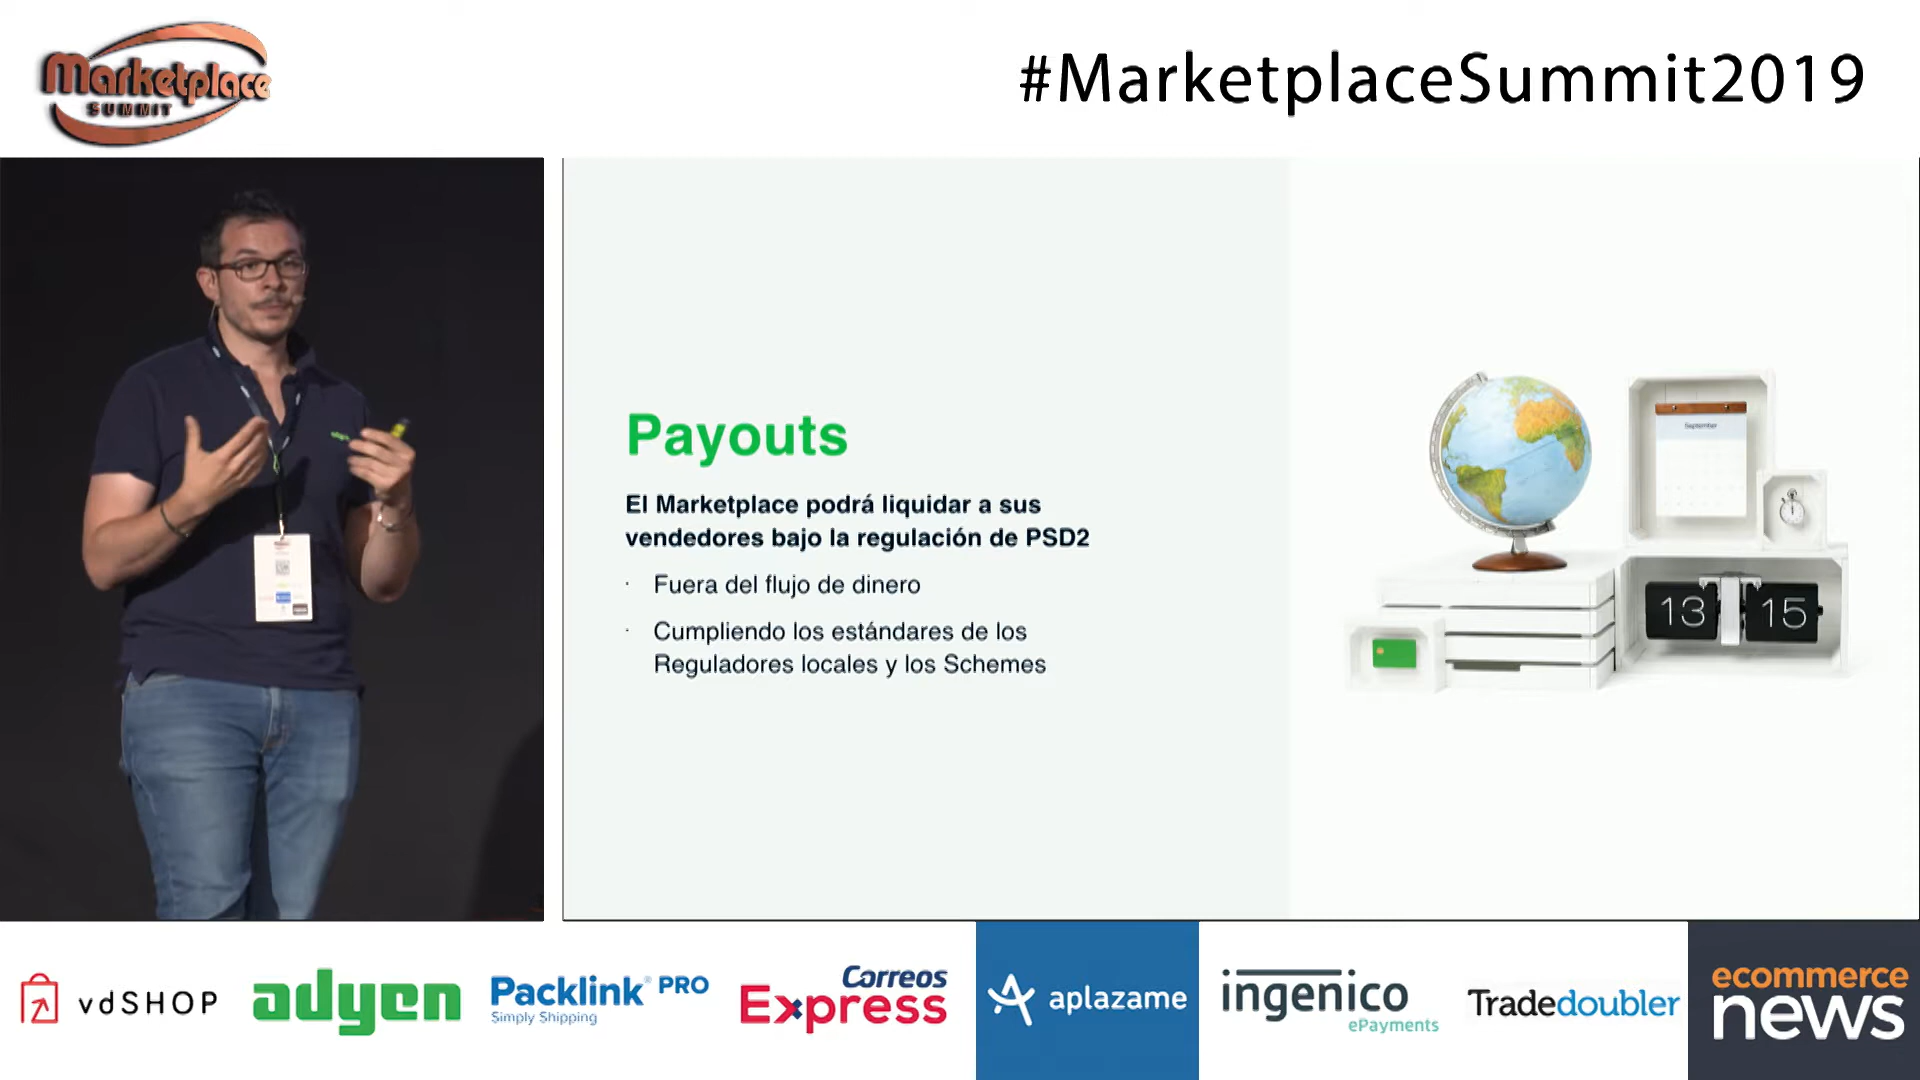 Marketplace
SUMMIT
#MarketplaceSummit2019
Payouts
El Marketplace podrá liquidar a sus
vendedores bajo la regulación de PSD2
· Fuera del flujo de dinero
· Cumpliendo los estándares de los
Reguladores locales y los Schemes
September
13 15
vdSHOP
adyen
Packlink PRO
Simply Shipping
Correos
Express
aplazame
ingenico
ePayments
Tradedoubler
ecommerce
news